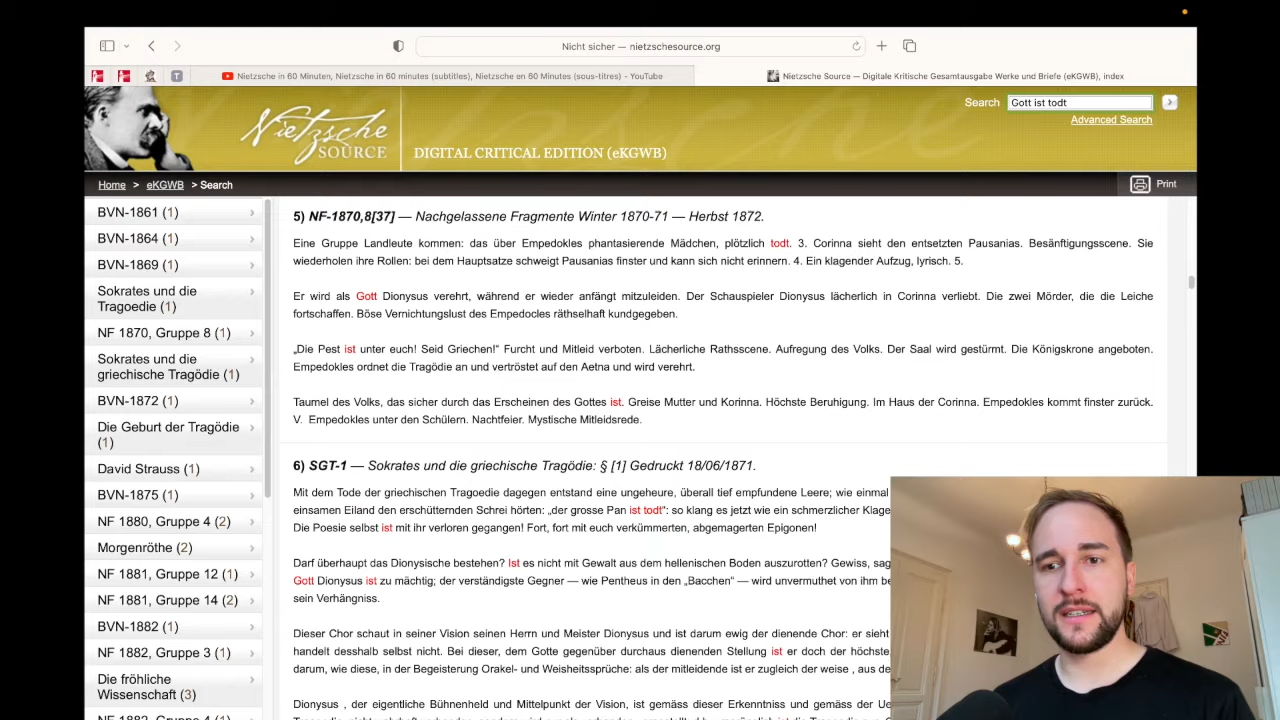 Nicht sicher — nietzschesource.org
Nietzsche in 60 Minuten, Nietzsche in 60 minutes (subtitles), Nietzsche en 60 Minutes (sous-titres) - YouTube
Nietzsche Source — Digitale Kritische Gesamtausgabe Werke und Briefe (eKGWB), index
T
Nietzsche
SOURCE
DIGITAL CRITICAL EDITION (eKGWB)
Search
Gott ist todt
Advanced Search
Home > eKGWB > Search
Print
BVN-1861 (1)
BVN-1864 (1)
BVN-1869 (1)
Sokrates und die
Tragoedie (1)
NF 1870, Gruppe 8 (1)
Sokrates und die
griechische Tragödie (1)
BVN-1872 (1)
Die Geburt der Tragödie
(1)
David Strauss (1)
BVN-1875 (1)
NF 1880, Gruppe 4 (2)
Morgenröthe (2)
NF 1881, Gruppe 12 (1)
NF 1881, Gruppe 14 (2)
BVN-1882 (1)
NF 1882, Gruppe 3 (1)
Die fröhliche
Wissenschaft (3)
5) NF-1870,8[37] — Nachgelassene Fragmente Winter 1870-71 — Herbst 1872.
Eine Gruppe Landleute kommen: das über Empedokles phantasierende Mädchen, plötzlich todt. 3. Corinna sieht den entsetzten Pausanias. Besänftigungsscene. Sie
wiederholen ihre Rollen: bei dem Hauptsatze schweigt Pausanias finster und kann sich nicht erinnern. 4. Ein klagender Aufzug, lyrisch. 5.
Er wird als Gott Dionysus verehrt, während er wieder anfängt mitzuleiden. Der Schauspieler Dionysus lächerlich in Corinna verliebt. Die zwei Mörder, die die Leiche
fortschaffen. Böse Vernichtungslust des Empedocles räthselhaft kundgegeben.
„Die Pest ist unter euch! Seid Griechen!“ Furcht und Mitleid verboten. Lächerliche Rathsscene. Aufregung des Volks. Der Saal wird gestürmt. Die Königskrone angeboten.
Empedokles ordnet die Tragödie an und vertröstet auf den Aetna und wird verehrt.
Taumel des Volks, das sicher durch das Erscheinen des Gottes ist. Greise Mutter und Korinna. Höchste Beruhigung. Im Haus der Corinna. Empedokles kommt finster zurück.
V. Empedokles unter den Schülern. Nachtfeier. Mystische Mitleidsrede.
6) SGT-1 — Sokrates und die griechische Tragödie: § [1] Gedruckt 18/06/1871.
Mit dem Tode der griechischen Tragoedie dagegen entstand eine ungeheure, überall tief empfundene Leere; wie einmal
einsamen Eiland den erschütternden Schrei hörten: „der grosse Pan ist todt“: so klang es jetzt wie ein schmerzlicher Klage
Die Poesie selbst ist mit ihr verloren gegangen! Fort, fort mit euch verkümmerten, abgemagerten Epigonen!
Darf überhaupt das Dionysische bestehen? Ist es nicht mit Gewalt aus dem hellenischen Boden auszurotten? Gewiss, sag
Gott Dionysus ist zu mächtig; der verständigste Gegner — wie Pentheus in den „Bacchen“ — wird unvermuthet von ihm be
sein Verhängniss.
Dieser Chor schaut in seiner Vision seinen Herrn und Meister Dionysus und ist darum ewig der dienende Chor: er sieht
handelt desshalb selbst nicht. Bei dieser, dem Gotte gegenüber durchaus dienenden Stellung ist er doch der höchste
darum, wie diese, in der Begeisterung Orakel- und Weisheitssprüche: als der mitleidende ist er zugleich der weise , aus de
Dionysus , der eigentliche Bühnenheld und Mittelpunkt der Vision, ist gemäss dieser Erkenntniss und gemäss der Ue